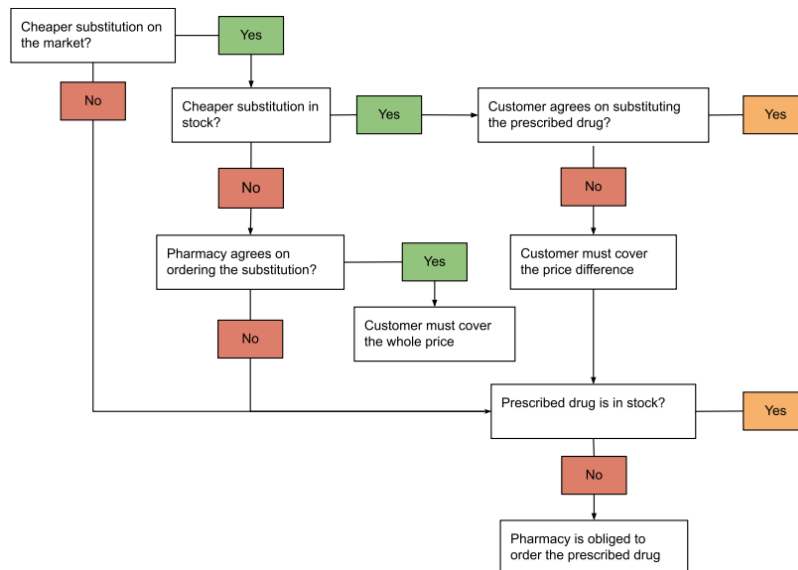 Cheaper substitution on
the market?
Yes
No
Cheaper substitution in
stock?
Yes
Customer agrees on substituting
the prescribed drug?
Yes
No
No
Pharmacy agrees on
ordering the substitution?
Yes
Customer must cover
the price difference
Customer must cover
the whole price
No
Prescribed drug is in stock?
Yes
No
Pharmacy is obliged to
order the prescribed drug